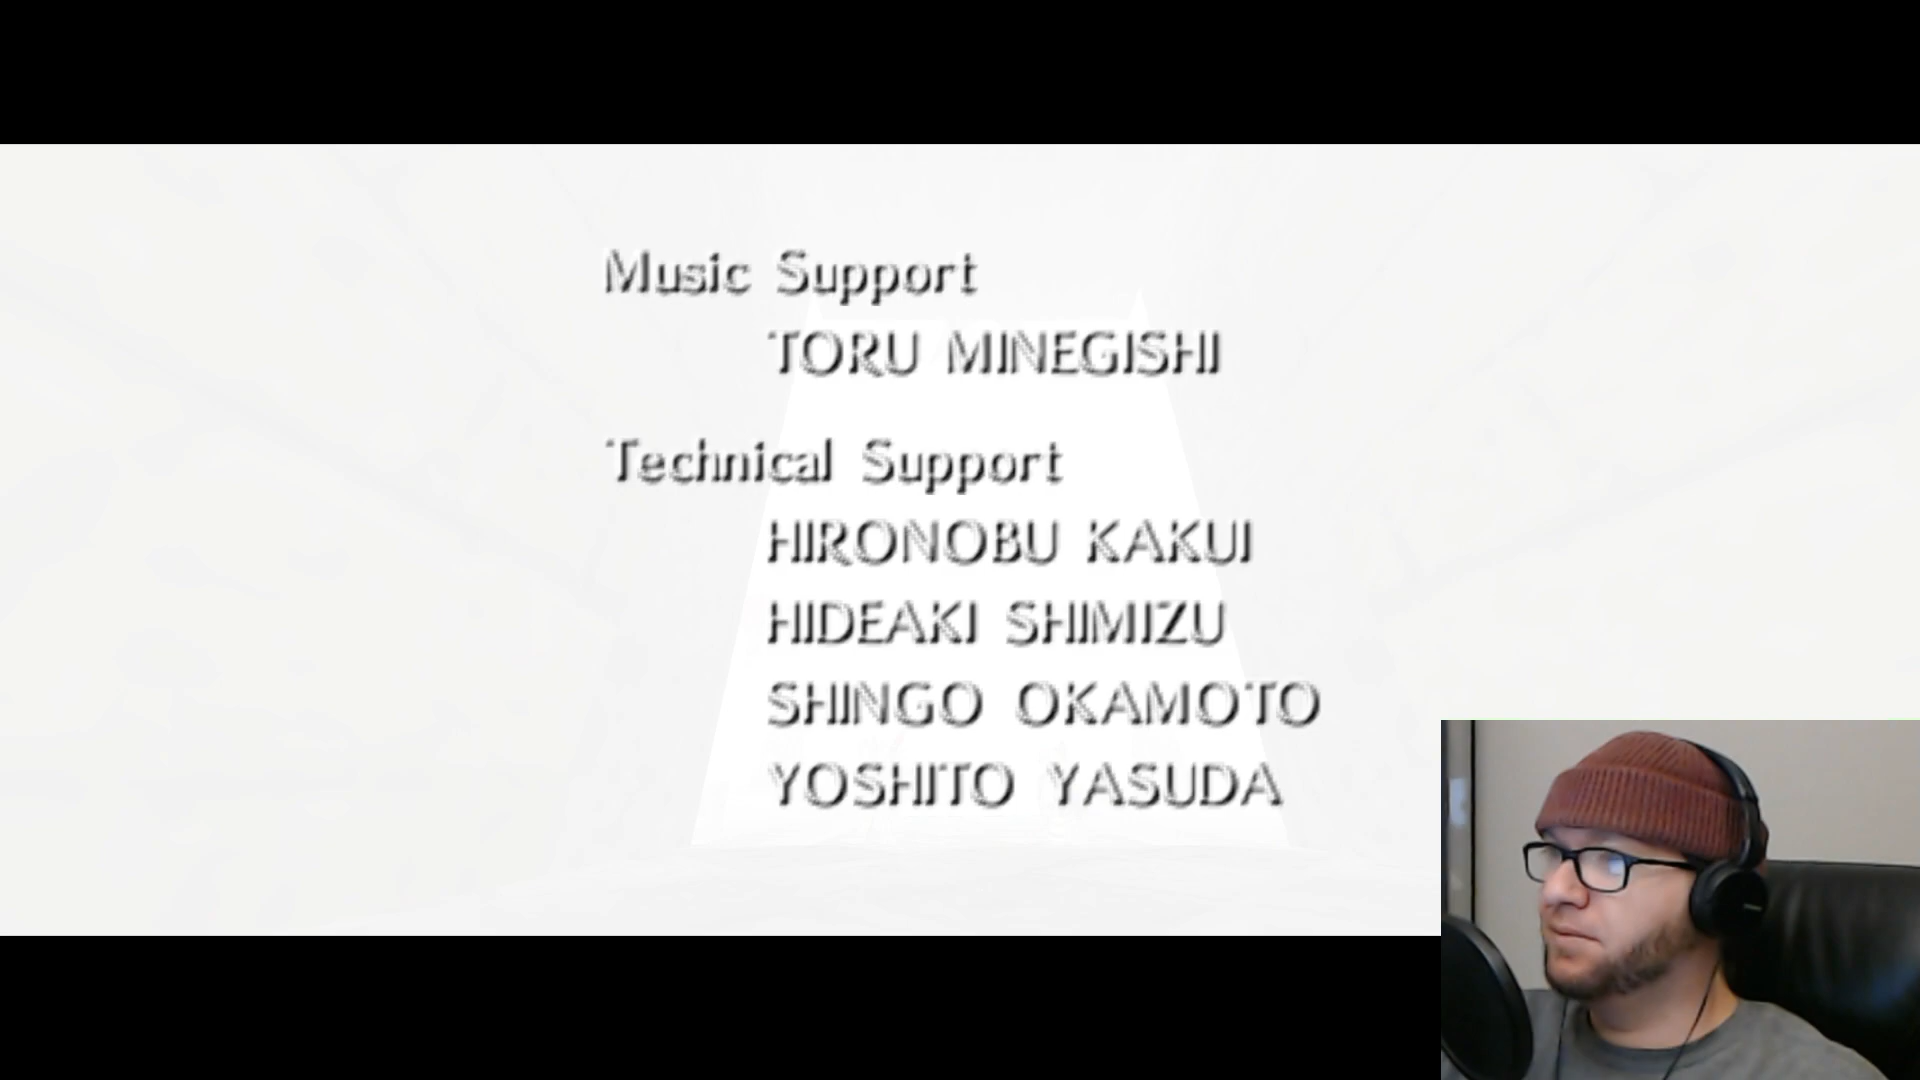 Music Support
TORU MINEGISHI
Technical Support
HIRONOBU KAKUI
HIDEAKI SHIMIZU
SHINGO OKAMOTO
YOSHITO YASUDA